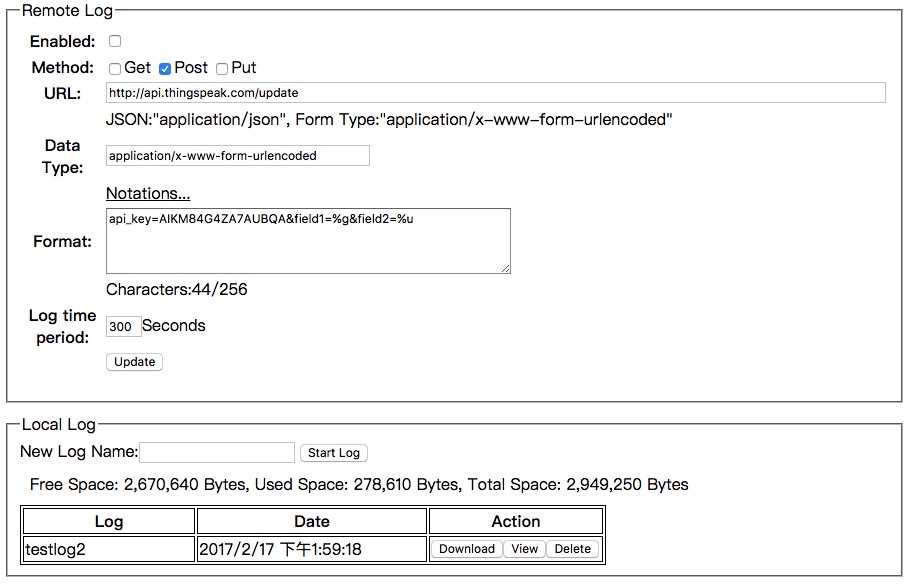 Remote Log
Enabled:
Method: Get Post Put
URL: http://api.thingspeak.com/update
JSON:"application/json", Form Type:"application/x-www-form-urlencoded"
Data
Type: application/x-www-form-urlencoded
Notations...
Format: api_key=AIKM84G4ZA7AUBQA&field1=%g&field2=%u
Characters:44/256
Log time
period: 300 Seconds
Update
Local Log
New Log Name: Start Log
Free Space: 2,670,640 Bytes, Used Space: 278,610 Bytes, Total Space: 2,949,250 Bytes
Log Date Action
testlog2 2017/2/17 下午1:59:18 Download View Delete